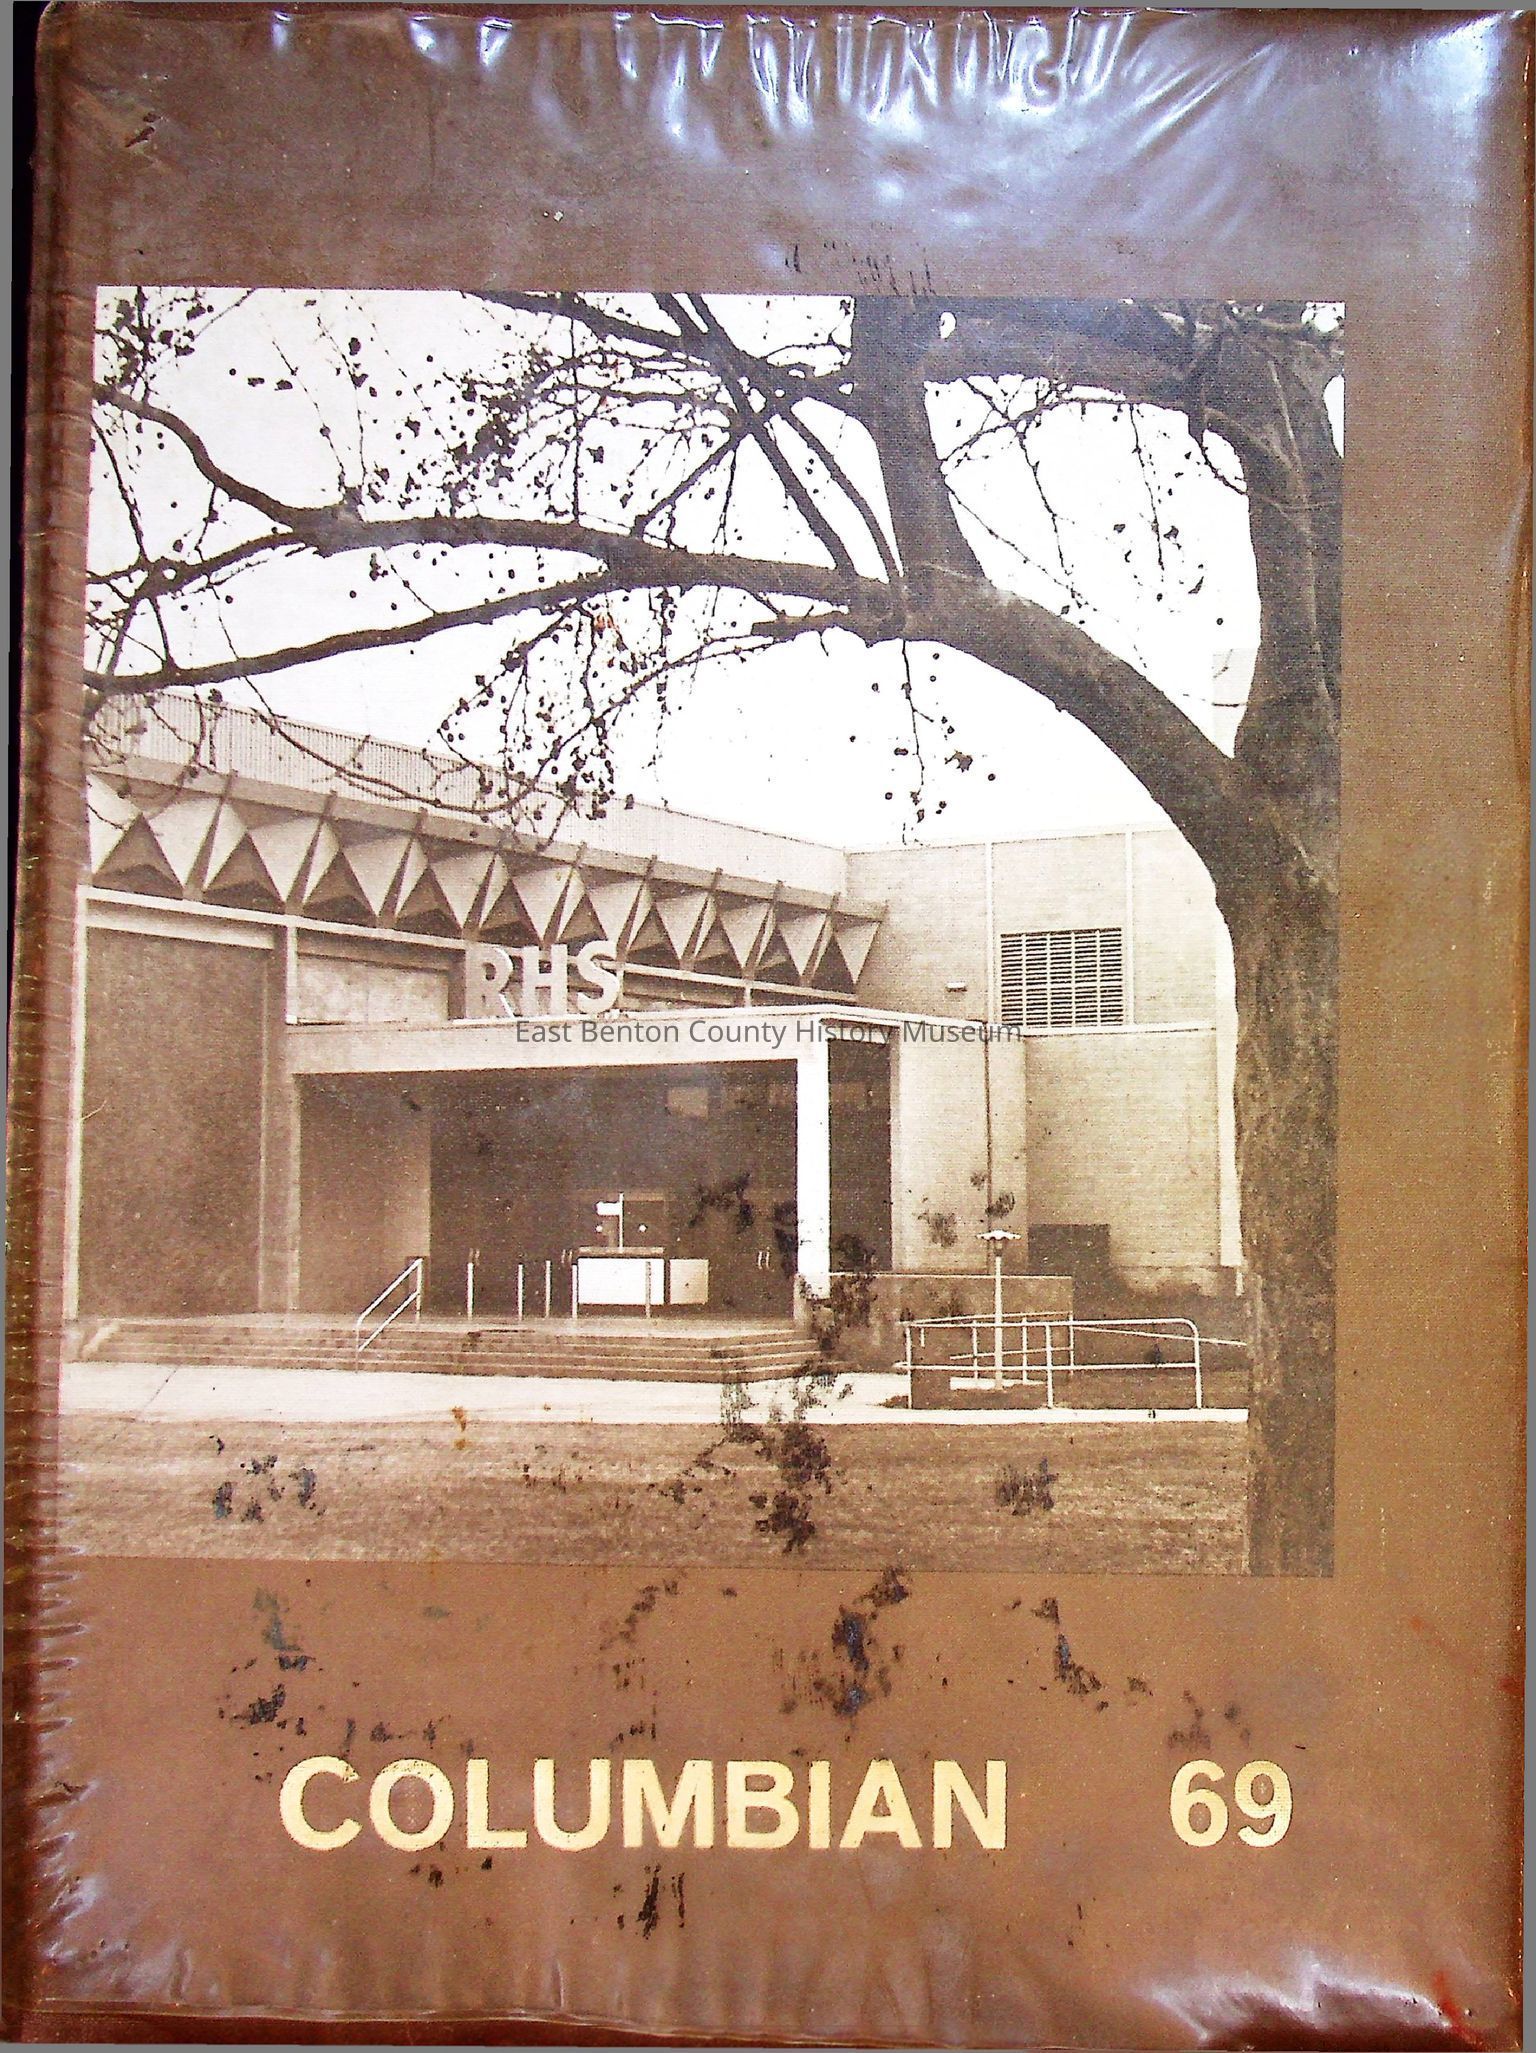 RHS
East Benton County History Museum
COLUMBIAN 69